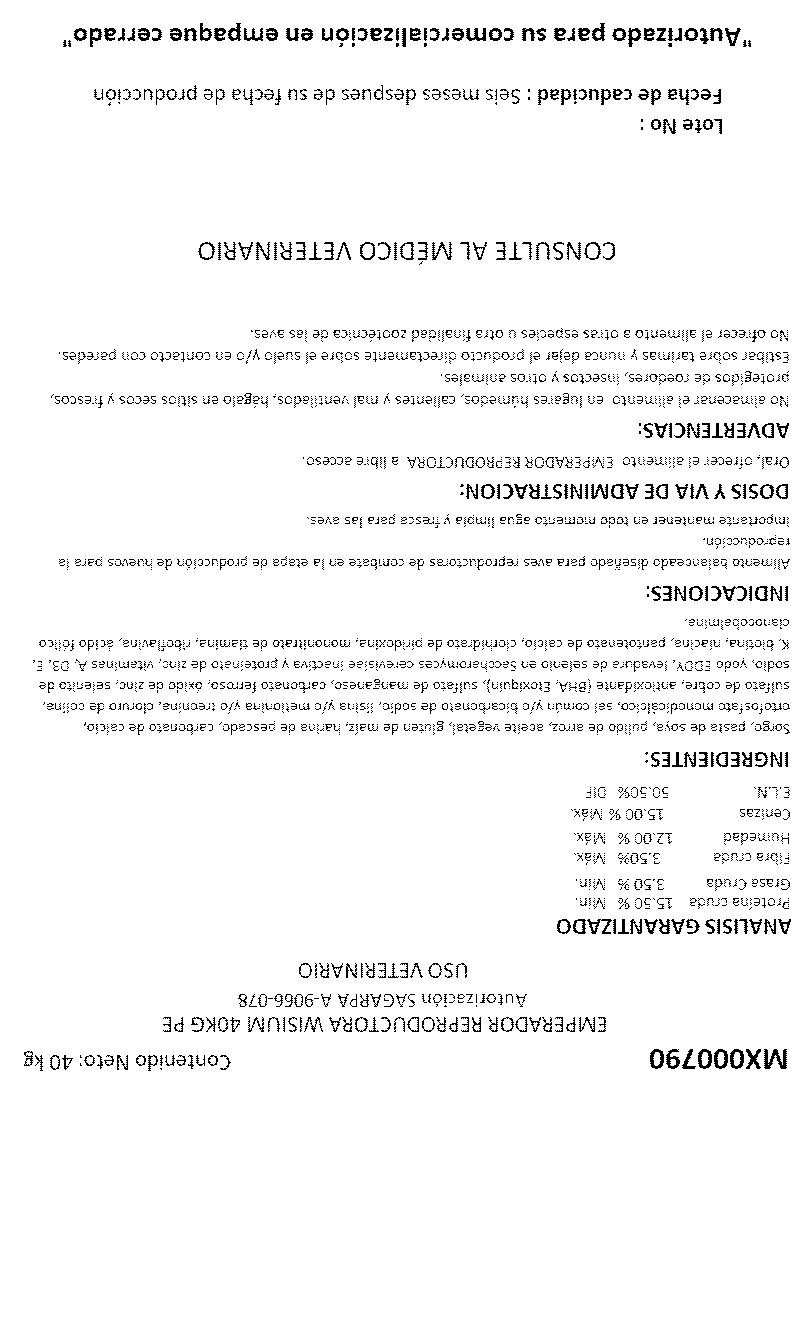 MX000790 Contenido Neto: 40 kg
EMPERADOR REPRODUCTORA WISIUM 40KG PE
Autorización SAGARPA A-9066-078
USO VETERINARIO
ANALISIS GARANTIZADO
Proteína cruda 15.50 % Min.
Grasa Cruda 3.50 % Min.
Fibra cruda 3.50% Máx.
Humedad 12.00 % Máx.
Cenizas 15.00 % Máx.
E.L.N. 50.50% DIF
INGREDIENTES:
Sorgo, pasta de soya, pulido de arroz, aceite vegetal, gluten de maíz, harina de pescado, carbonato de calcio,
ortofosfato monodicálcico, sal común y/o bicarbonato de sodio, lisina y/o metionina y/o treonina, cloruro de colina,
sulfato de cobre, antioxidante (BHA, Etoxiquin), sulfato de manganeso, carbonato ferroso, óxido de zinc, selenito de
sodio, yodo EDDY, levadura de selenio en Saccharomyces cerevisiae inactiva y proteinato de zinc, vitaminas A, D3, E,
K, biotina, niacina, pantotenato de calcio, clorhidrato de piridoxina, mononitrato de tiamina, riboflavina, ácido fólico
cianocobalmina.
INDICACIONES:
Alimento balanceado diseñado para aves reproductoras de combate en la etapa de producción de huevos para la
reproducción.
Importante mantener en todo momento agua limpia y fresca para las aves.
DOSIS Y VIA DE ADMINISTRACION:
Oral, ofrecer el alimento EMPERADOR REPRODUCTORA a libre acceso.
ADVERTENCIAS:
No almacenar el alimento en lugares húmedos, calientes y mal ventilados, hágalo en sitios secos y frescos,
protegidos de roedores, insectos y otros animales.
Estibar sobre tarimas y nunca dejar el producto directamente sobre el suelo y/o en contacto con paredes.
No ofrecer el alimento a otras especies u otra finalidad zootécnica de las aves.
CONSULTE AL MÉDICO VETERINARIO
Lote No :
Fecha de caducidad : Seis meses despues de su fecha de producción
"Autorizado para su comercialización en empaque cerrado"